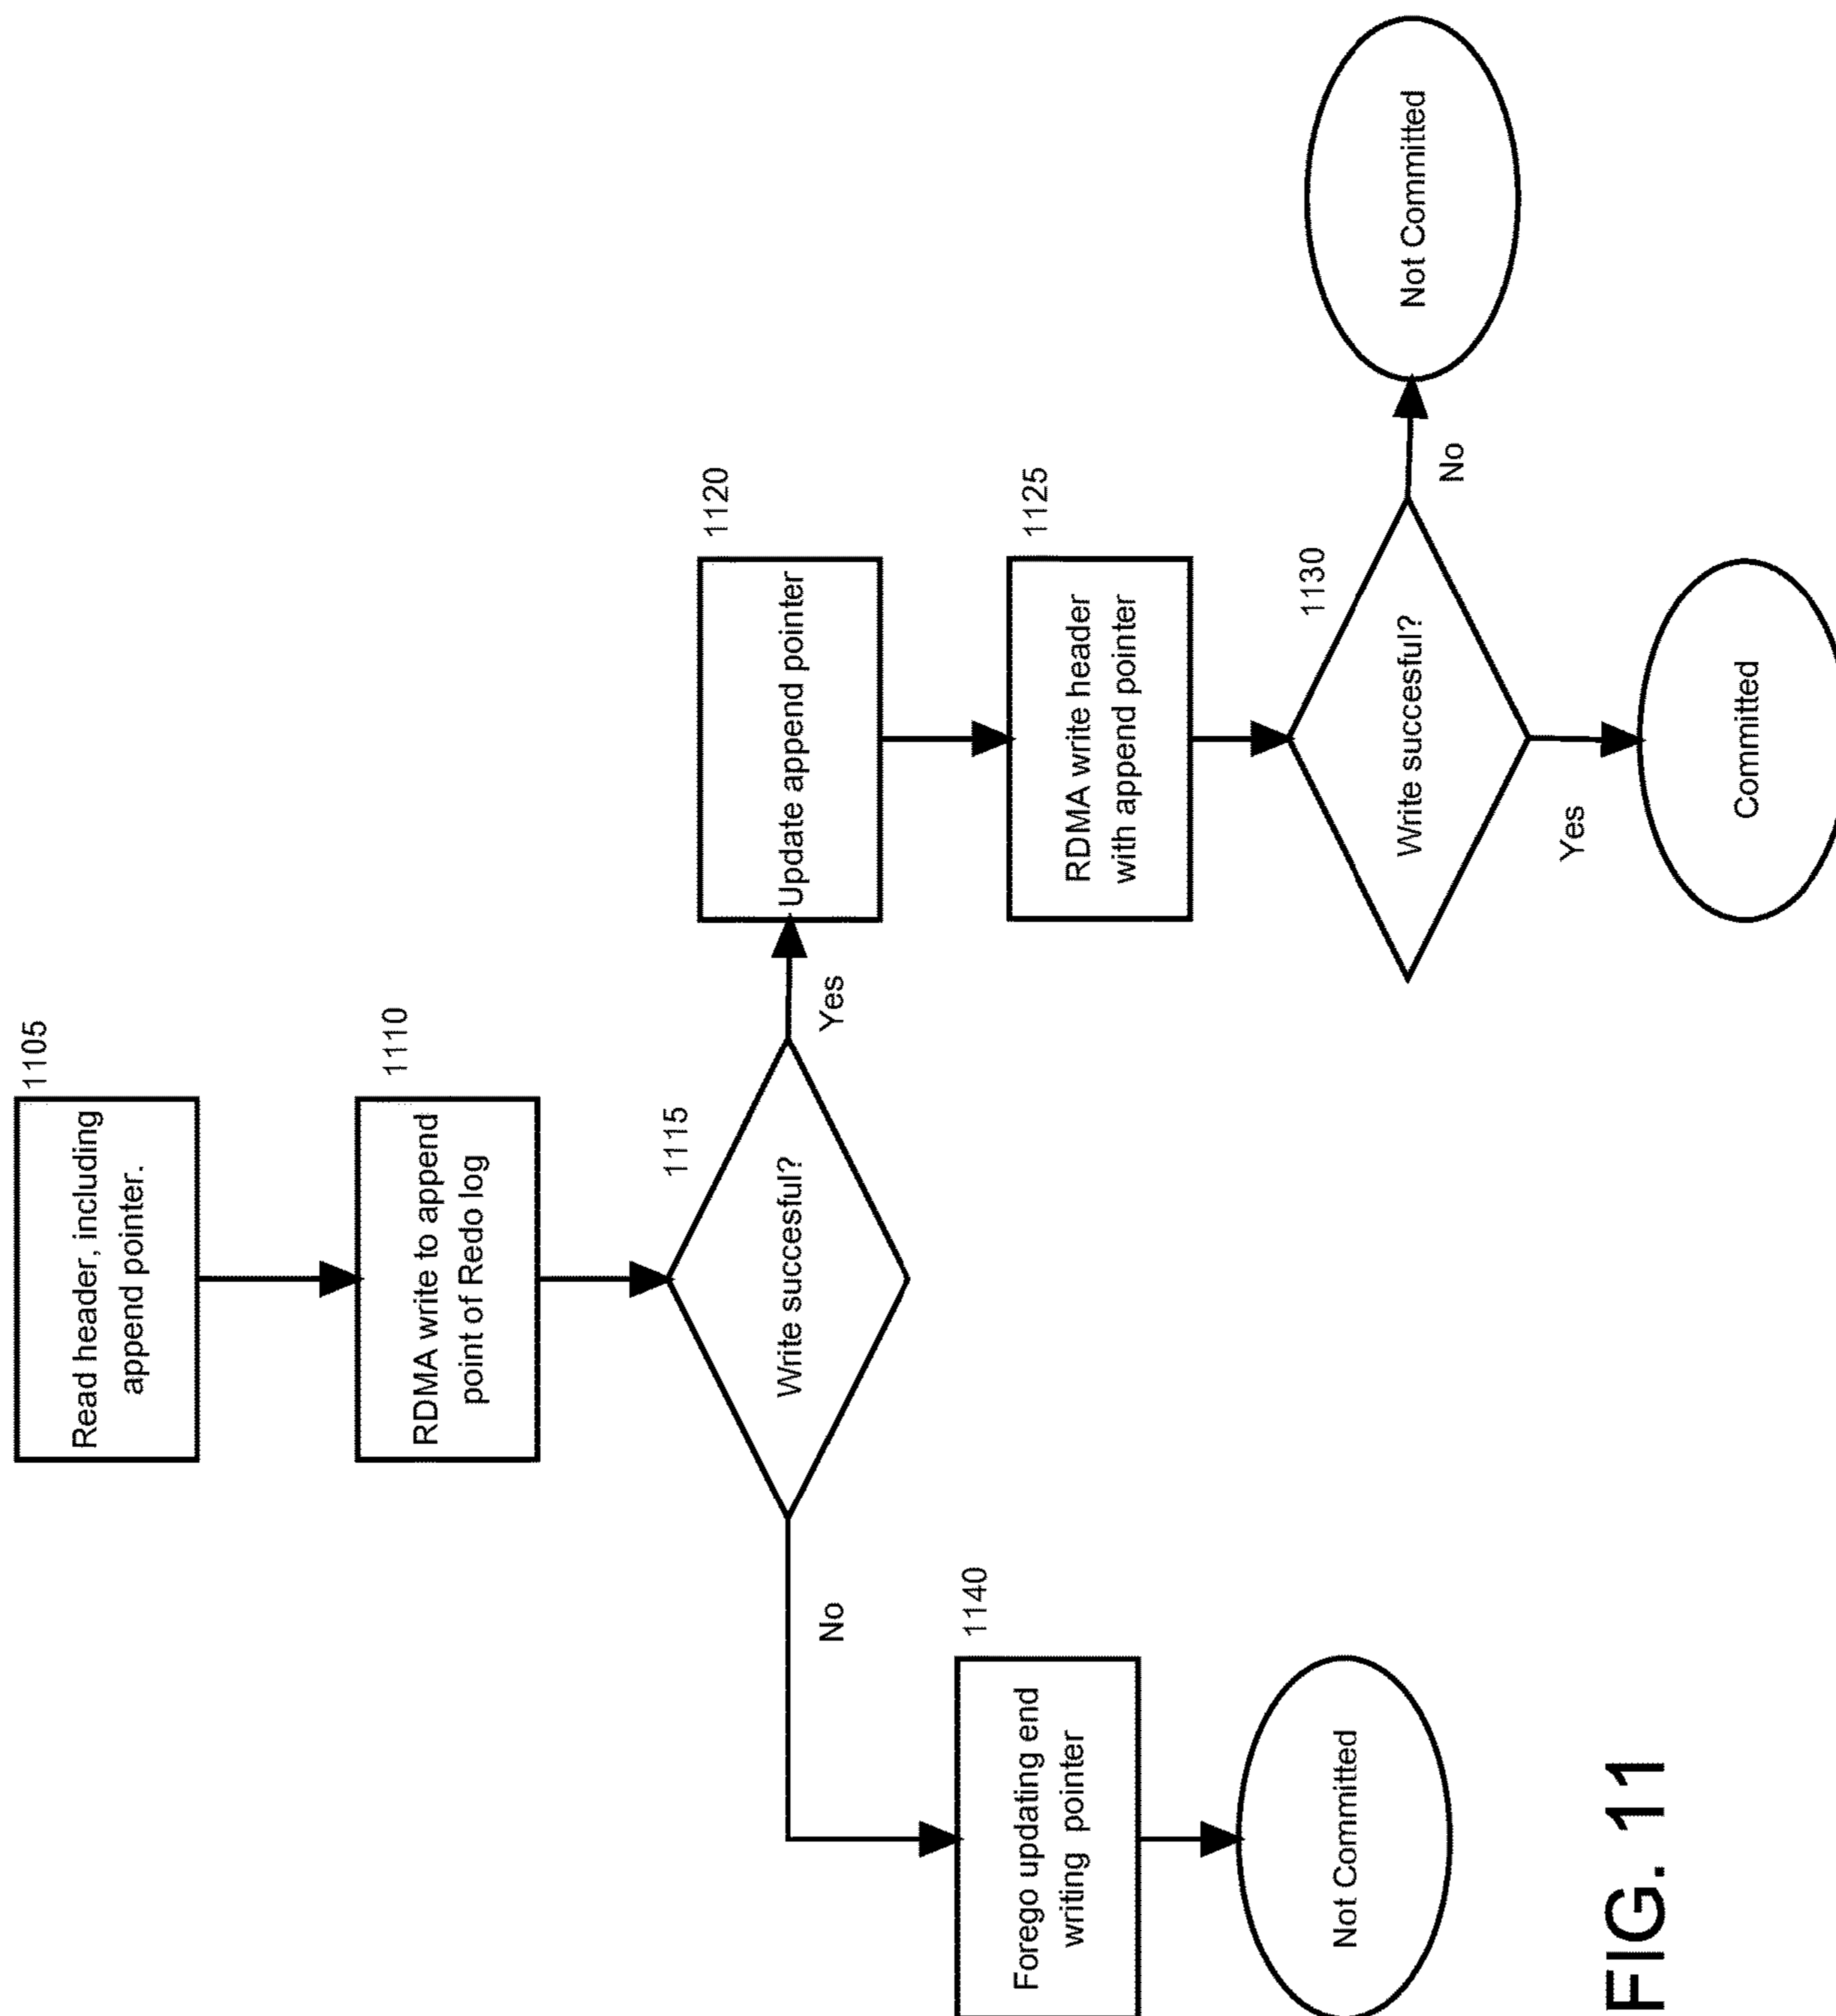 1105
Read header, including
append pointer.
1110
RDMA write to append
point of Redo log
1115
Write succesful?
No
Yes
1120
Update append pointer
1125
RDMA write header
with append pointer
1130
Write successful?
No
Not Committed
Yes
Committed
1140
Forego updating end
writing pointer
Not Committed
FIG. 11